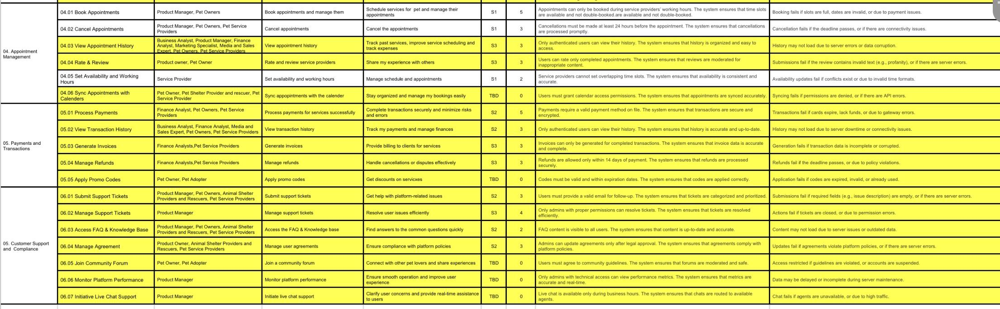 04. Appointment
Management
04.01 Book Appointments
Product Manager, Pet Owners
Book appointments and manage them
Schedule services for  pet and manage their
appointments
S1
5
Appointments can only be booked during service providers' working hours. The system ensures that time slots
are available and not double-booked.are available and not double-booked.
Booking fails if slots are full, dates are invalid, or due to payment issues.
04.02 Cancel Appointments
Product Manager, Pet Owners, Pet Service
Providers
Cancel appointments
Cancel the appointments
S1
3
Cancellations must be made at least 24 hours before the appointment. The system ensures that cancellations
are processed promptly.
Cancellation fails if the deadline passes, or if there are connectivity issues.
04.03 View Appointment History
Business Analyst, Product Manager, Finance
Analyst, Marketing Specialist, Media and Sales
Expert, Pet Owners, Pet Service Providers
View appointment history
Track past services, improve service scheduling and
track expenses
S3
3
Only authenticated users can view their history. The system ensures that history is organized and easy to
access.
History may not load due to server errors or data corruption.
04.04 Rate & Review
Product owner, Pet Owner
Rate and review service providers
Share my experience with others
S3
3
Users can rate only completed appointments. The system ensures that reviews are moderated for
inappropriate content.
Submissions fail if the review contains invalid text (e.g., profanity), or if there are server errors.
04.05 Set Availability and Working
Hours
Service Provider
Set availability and working hours
Manage schedule and appointments
S1
2
Service providers cannot set overlapping time slots. The system ensures that availability is consistent and
accurate.
Availability updates fail if conflicts exist or due to invalid time formats.
04.06 Sync Appointments with
Calenders
Pet Owner, Pet Shelter Provider and rescuer, Pet
Service Provider
Sync appopintments with the calender
Stay organized and manage my bookings easily
TBD
0
Users must grant calendar access permissions. The system ensures that appointments are synced accurately.
Syncing fails if permissions are denied, or if there are API errors.
05. Payments and
Transactions
05.01 Process Payments
Finance Analyst, Pet Owners, Pet Service
Providers
Process payments for services successfully
Complete transactions securely and minimize risks
and errors
S2
5
Payments require a valid payment method on file. The system ensures that transactions are secure and
encrypted.
Transactions fail if cards expire, lack funds, or due to gateway errors.
05.02 View Transaction History
Business Analyst, Finance Analyst, Media and
Sales Expert, Pet Owners, Pet Service Providers
View transaction history
Track my payments and manage finances
S2
3
Only authenticated users can view their history. The system ensures that history is accurate and up-to-date.
History may not load due to server downtime or connectivity issues.
05.03 Generate Invoices
Finance Analysts,Pet Service Providers
Generate invoices
Provide billing to clients for services
S3
3
Invoices can only be generated for completed transactions. The system ensures that invoice data is accurate
and complete.
Generation fails if transaction data is incomplete or corrupted.
05.04 Manage Refunds
Finance Analysts,Pet Service Providers
Manage refunds
Handle cancellations or disputes effectively
S3
3
Refunds are allowed only within 14 days of payment. The system ensures that refunds are processed
securely.
Refunds fail if the deadline passes, or due to policy violations.
05.05 Apply Promo Codes
Pet Owner, Pet Adopter
Apply promo codes
Get discounts on servicxes
TBD
0
Codes must be valid and within expiration dates. The system ensures that codes are applied correctly.
Application fails if codes are expired, invalid, or already used.
05. Customer Support
and  Compliance
06.01 Submit Support Tickets
Product Manager, Pet Owners, Animal Shelter
Providers and Rescuers, Pet Service Providers
Submit support tickets
Get help with platform-related issues
S2
3
Users must provide a valid email for follow-up. The system ensures that tickets are categorized and prioritized.
Submissions fail if required fields (e.g., issue description) are empty, or if there are server errors.
06.02 Manage Support Tickets
Product Manager
Manage support tickets
Resolve user issues efficiently
S3
4
Only admins with proper permissions can resolve tickets. The system ensures that tickets are resolved
efficiently.
Actions fail if tickets are closed, or due to permission errors.
06.03 Access FAQ & Knowledge Base
Product Manager, Pet Owners, Animal Shelter
Providers and Rescuers, Pet Service Providers
Access the FAQ & Knowledge base
Find answers to the common questions quickly
S2
2
FAQ content is visible to all users. The system ensures that content is up-to-date and accurate.
Content may not load due to server issues or outdated data.
06.04 Manage Agreement
Product Owner, Animal Shelter Providers and
Rescuers, Pet Service Providers
Manage user agreements
Ensure compliance with platform policies
S2
3
Admins can update agreements only after legal approval. The system ensures that agreements comply with
platform policies.
Updates fail if agreements violate platform policies, or if there are server errors.
06.05 Join Community Forum
Pet Owner, Pet Adopter
Join a community forum
Connect with other pet lovers and share experiences
TBD
0
Users must agree to community guidelines. The system ensures that forums are moderated and safe.
Access restricted if guidelines are violated, or accounts are suspended.
06.06 Monitor Platform Performance
Product Manager
Monitor platform performance
Ensure smooth operation and improve user
experience
TBD
0
Only admins with technical access can view performance metrics. The system ensures that metrics are
accurate and real-time.
Data may be delayed or incomplete during server maintenance.
06.07 Initiative Live Chat Support
Product Manager
Initiate live chat support
Clarify user concerns and provide real-time assistance
to users
TBD
0
Live chat is available only during business hours. The system ensures that chats are routed to available
agents.
Chat fails if agents are unavailable, or due to high traffic.